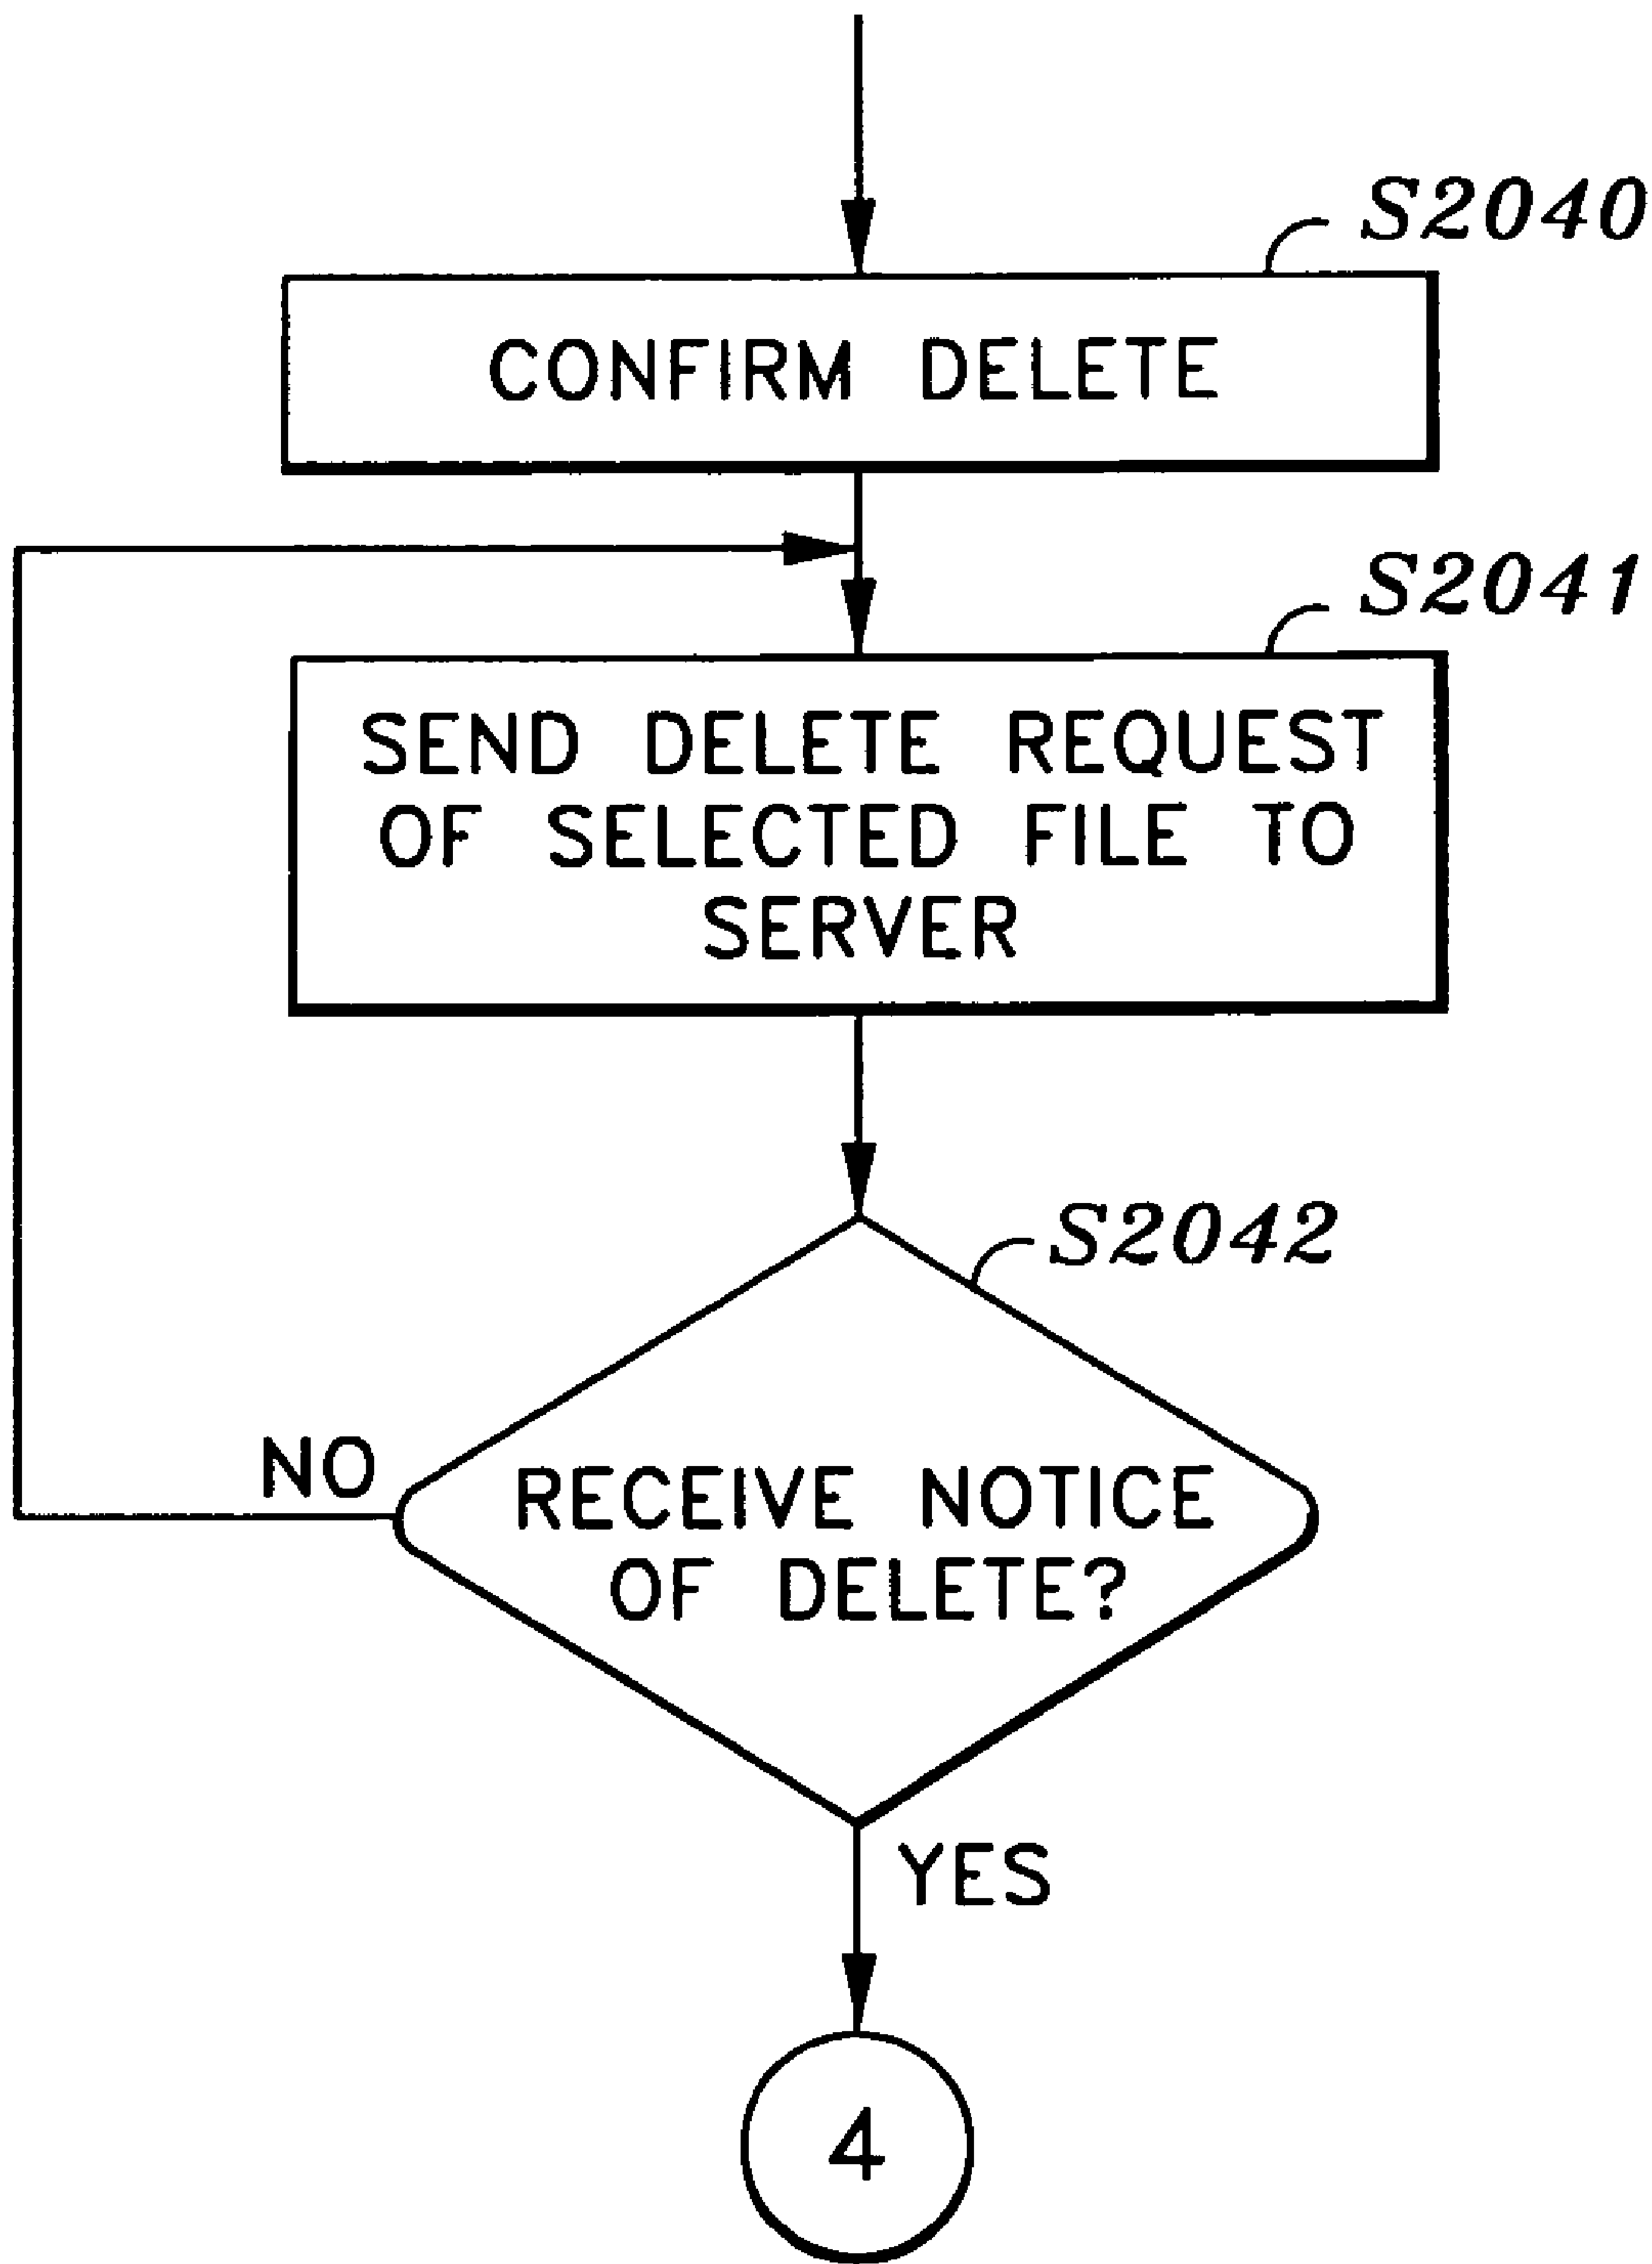 S2040
CONFIRM DELETE
S2041
SEND DELETE REQUEST
OF SELECTED FILE TO
SERVER
S2042
NO
RECEIVE NOTICE
OF DELETE?
YES
4